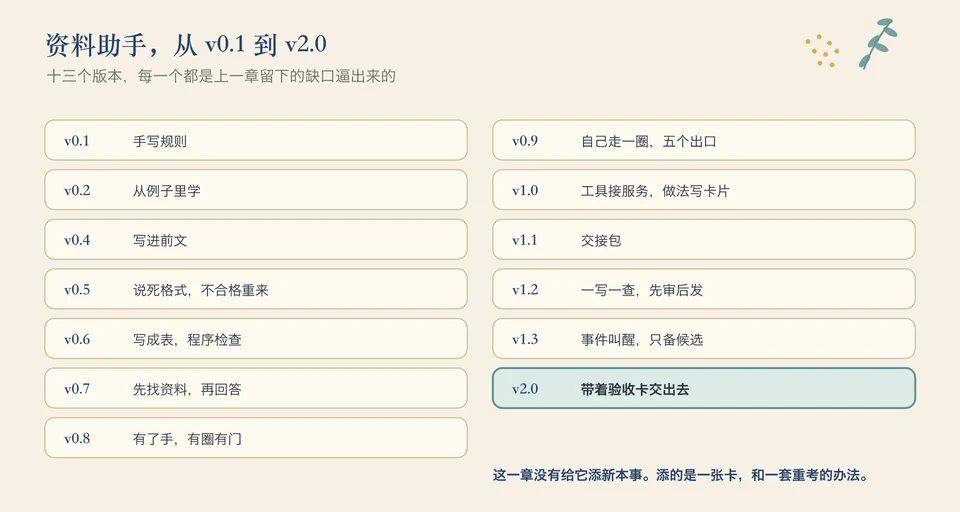 资料助手，从 v0.1 到 v2.0
十三个版本，每一个都是上一章留下的缺口逼出来的
v0.1 手写规则
v0.2 从例子里学
v0.4 写进前文
v0.5 说死格式，不合格重来
v0.6 写成表，程序检查
v0.7 先找资料，再回答
v0.8 有了手，有圈有门
v0.9 自己走一圈，五个出口
v1.0 工具接服务，做法写卡片
v1.1 交接包
v1.2 一写一查，先审后发
v1.3 事件叫醒，只备候选
v2.0 带着验收卡交出去
这一章没有给它添新本事。添的是一张卡，和一套重考的办法。